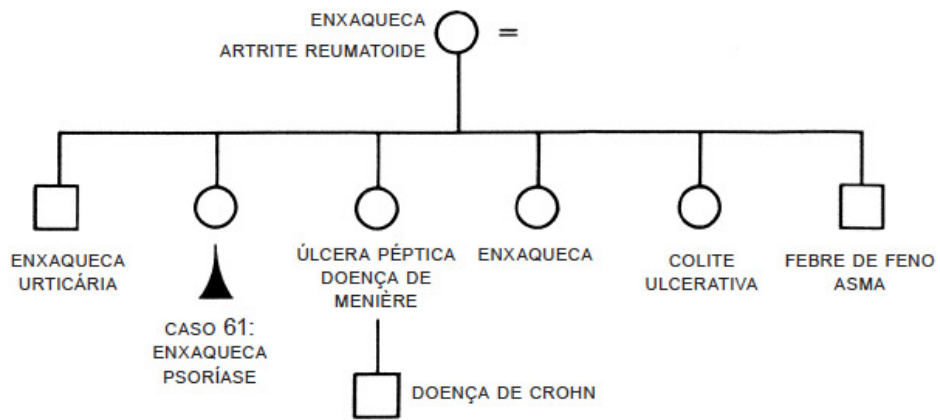 ENXAQUECA
ARTRITE REUMATOIDE
=
ENXAQUECA
URTICÁRIA
CASO 61:
ENXAQUECA
PSORÍASE
ÚLCERA PÉPTICA
DOENÇA DE
MENIÈRE
ENXAQUECA
COLITE
ULCERATIVA
FEBRE DE FENO
ASMA
DOENÇA DE CROHN